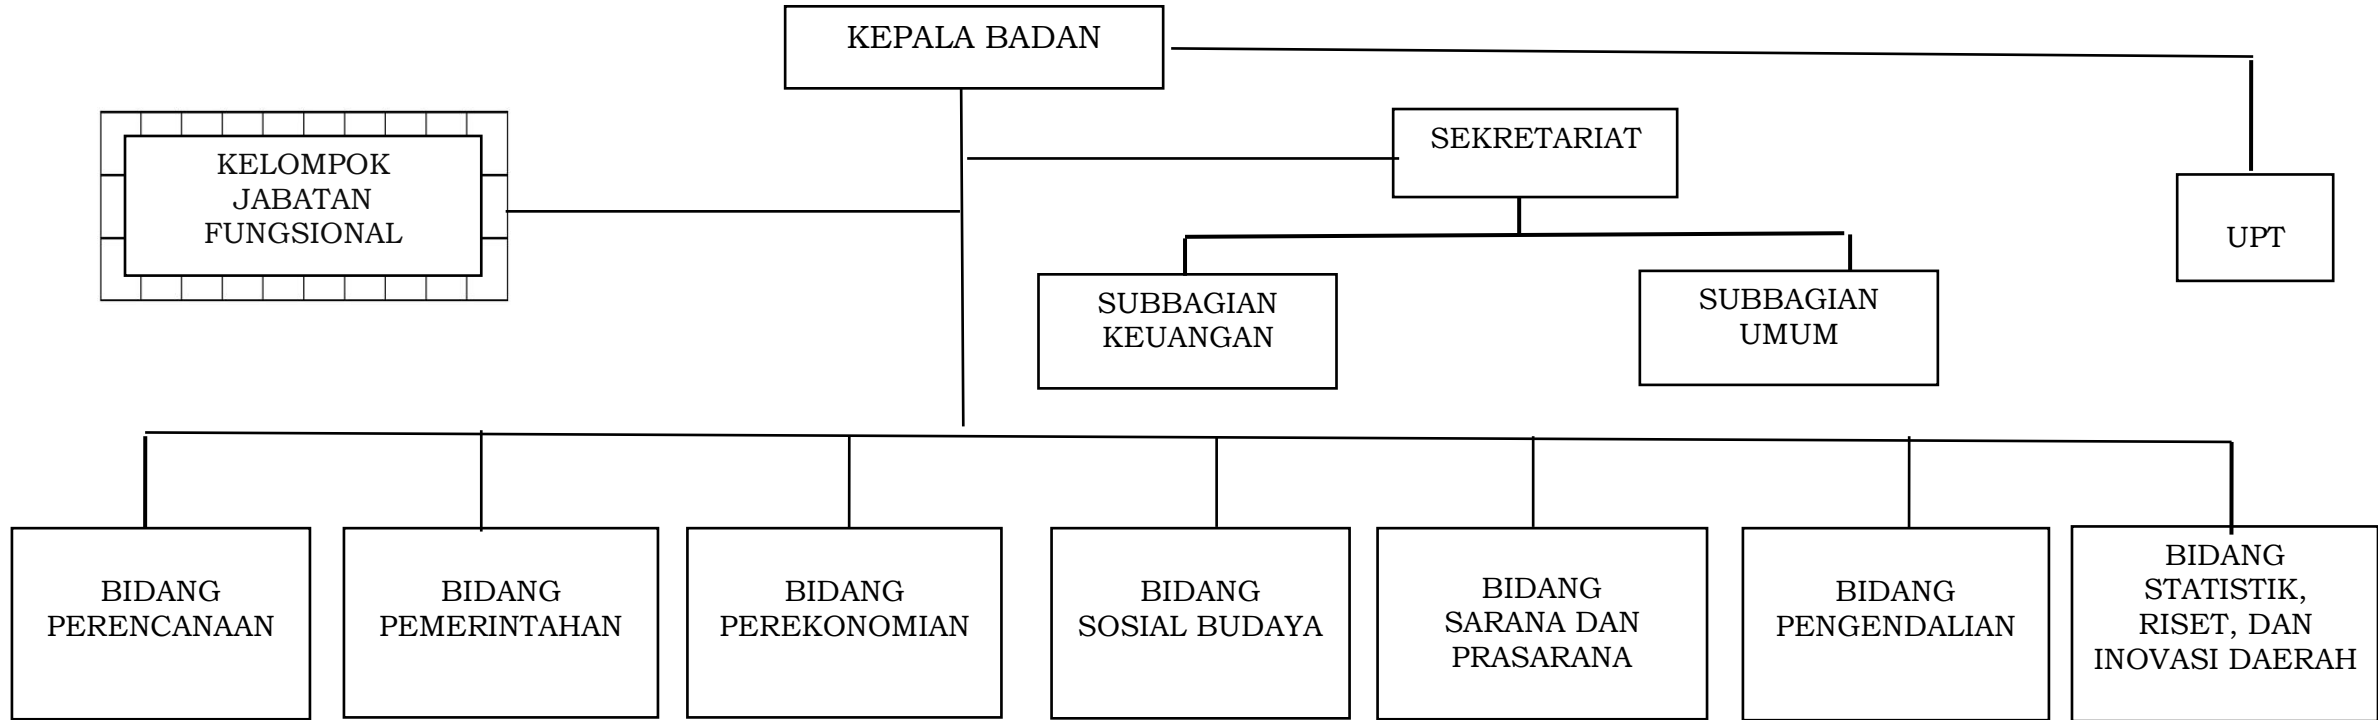 KEPALA BADAN
KELOMPOK
JABATAN
FUNGSIONAL
SEKRETARIAT
UPT
SUBBAGIAN
KEUANGAN
SUBBAGIAN
UMUM
BIDANG
PERENCANAAN
BIDANG
PEMERINTAHAN
BIDANG
PEREKONOMIAN
BIDANG
SOSIAL BUDAYA
BIDANG
SARANA DAN
PRASARANA
BIDANG
PENGENDALIAN
BIDANG
STATISTIK,
RISET, DAN
INOVASI DAERAH